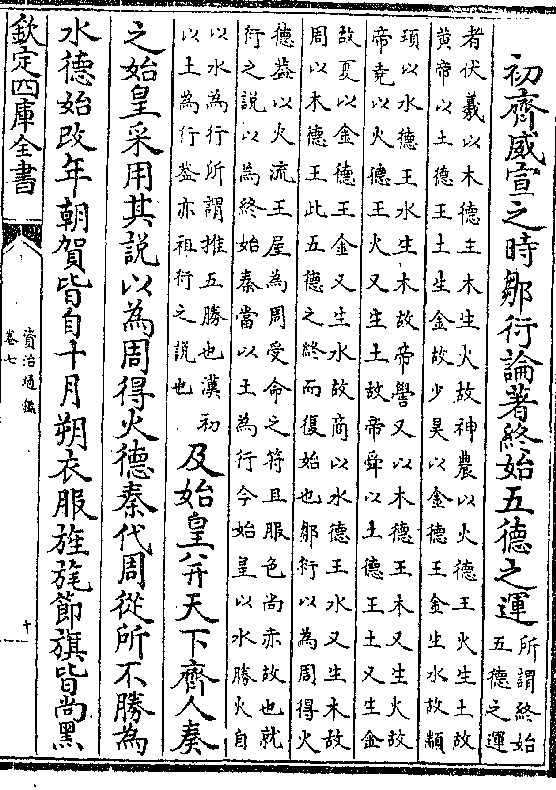 初齊威宣之時鄒衍論著終始五德之運
所謂終始
五德之運
者伏羲以木德王木生火故神農以火德王火生土故
黄帝以土德王土生金故少昊以金德王金生水故顓
頊以水德王水生木故帝嚳又以木德王木又生火故
帝堯以火德王火又生土故帝舜以土德王土又生金
故夏以金德王金又生水故商以水德王水又生木故
周以木德王此五德之終而復始也鄒衍以為周得火
德葢以火流王屋為周受命之符且服色尚赤故也就
衍之説以為終始秦當以土為行今始皇以水勝火自
以水為行所謂推五勝也漢初
以土為行葢亦祖衍之説也
及始皇并天下齊人奏
之始皇采用其説以為周得火德秦代周從所不勝為
水德始改年朝賀皆自十月朔衣服旌旄節旗皆尚黑
欽定四庫全書
資治通鑑
卷七
十